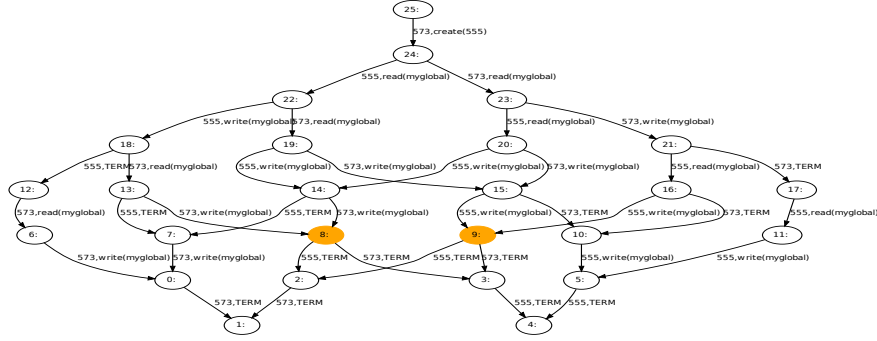 25:
573,create(555)
24:
555,read(myglobal) 573,read(myglobal)
22: 23:
555,write(myglobal) 573,read(myglobal) 555,read(myglobal) 573,write(myglobal)
18: 19: 20: 21:
555,TERM 573,read(myglobal) 555,write(myglobal) 573,write(myglobal) 555,write(myglobal) 573,write(myglobal) 555,read(myglobal) 573,TERM
12: 13: 14: 15: 16: 17:
573,read(myglobal) 555,TERM 573,write(myglobal) 555,TERM 573,write(myglobal) 555,write(myglobal) 573,TERM 555,write(myglobal) 573,TERM 555,read(myglobal)
6: 7: 8: 9: 10: 11:
573,write(myglobal) 573,write(myglobal) 555,TERM 573,TERM 555,TERM 573,TERM 555,write(myglobal) 555,write(myglobal)
0: 2: 3: 5:
573,TERM 573,TERM 555,TERM 555,TERM
1: 4: